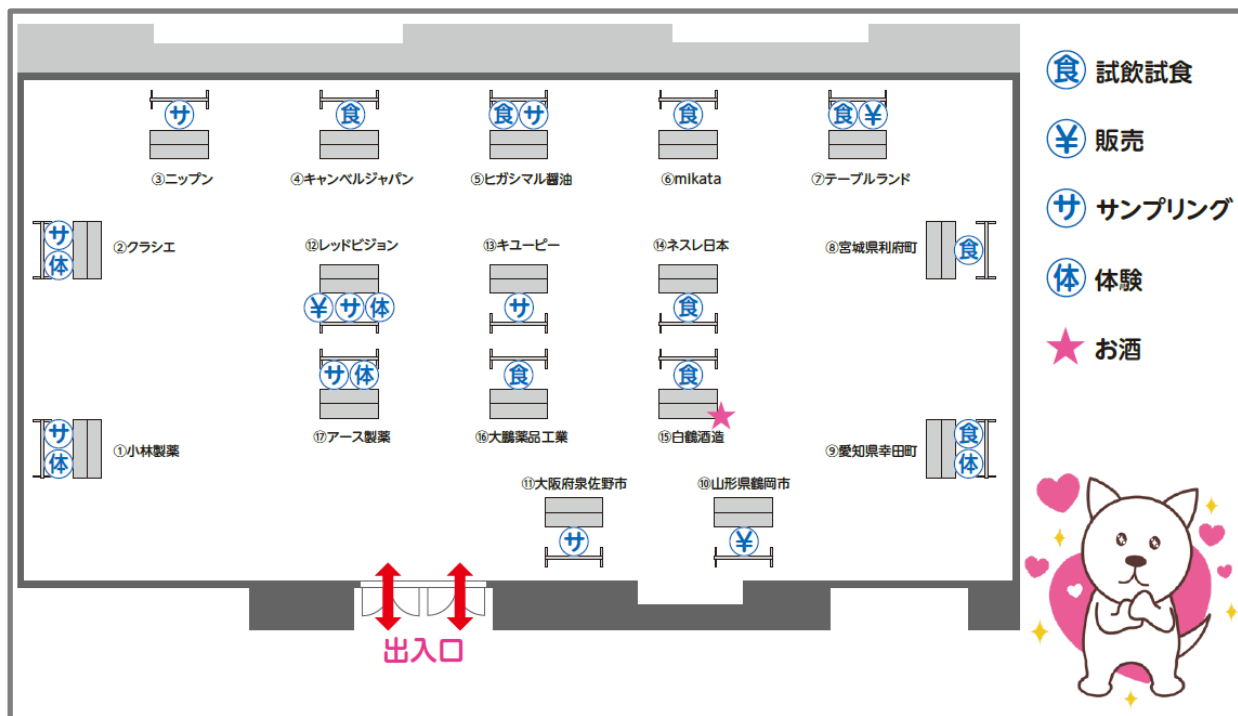 食 サ 食 食 サ 食 食 ¥
③ニップン ④キャンベルジャパン ⑤ヒガシマル醤油 ⑥mikata ⑦テーブルランド
サ 体 ②クラシエ
⑫レッドビジョン ⑬キユーピー ⑭ネスレ日本
⑧宮城県利府町 食
¥ サ 体 サ 食
サ 体 食 食
⑰アース製薬 ⑯大鵬薬品工業 ⑮白鶴酒造
サ 体 ①小林製薬
⑨愛知県幸田町 食 体
⑪大阪府泉佐野市 ⑩山形県鶴岡市
サ ¥
出入口
食 試飲試食
¥ 販売
サ サンプリング
体 体験
★ お酒